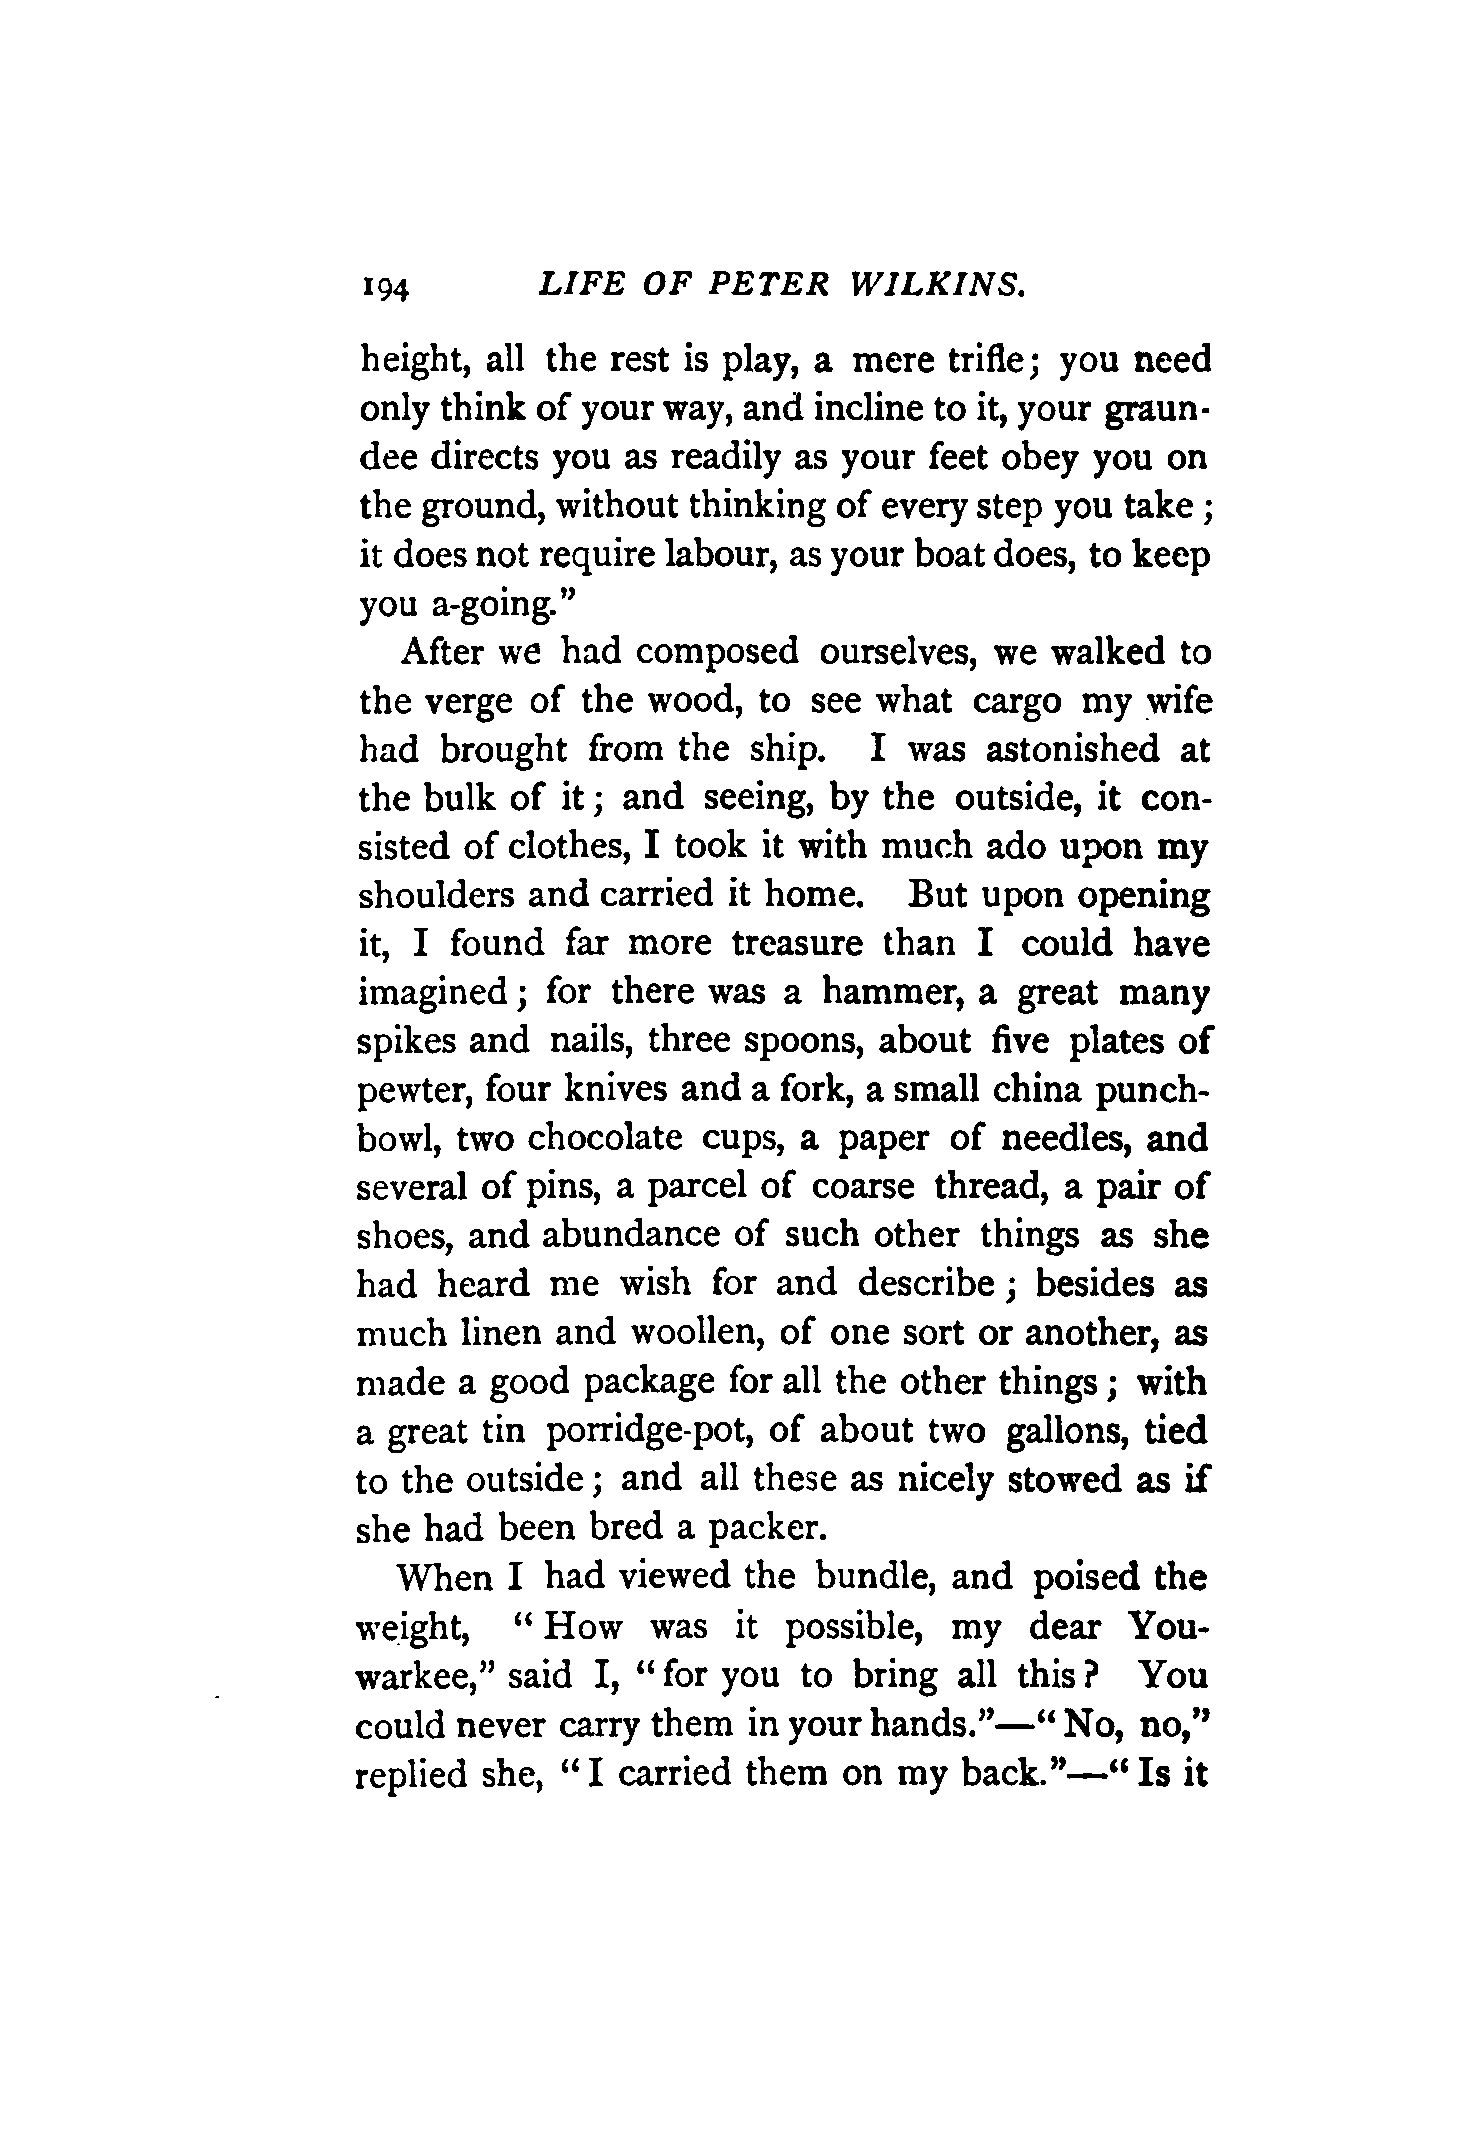 194 LIFE OF PETER WILKINS.
height, all the rest is play, a mere trifle; you need
only think of your way, and incline to it, your graun-
dee directs you as readily as your feet obey you on
the ground, without thinking of every step you take ;
it does not require labour, as your boat does, to keep
you a-going.”
After we had composed ourselves, we walked to
the verge of the wood, to see what cargo my wife
had brought from the ship. I was astonished at
the bulk of it ; and seeing, by the outside, it con-
sisted of clothes, I took it with much ado upon my
shoulders and carried it home. But upon opening
it, I found far more treasure than I could have
imagined ; for there was a hammer, a great many
spikes and nails, three spoons, about five plates of
pewter, four knives and a fork, a small china punch-
bowl, two chocolate cups, a paper of needles, and
several of pins, a parcel of coarse thread, a pair of
shoes, and abundance of such other things as she
had heard me wish for and describe ; besides as
much linen and woollen, of one sort or another, as
made a good package for all the other things ; with
a great tin porridge-pot, of about two gallons, tied
to the outside ; and all these as nicely stowed as if
she had been bred a packer.
When I had viewed the bundle, and poised the
weight, “ How was it possible, my dear You-
warkee,” said I, “ for you to bring all this ? You
could never carry them in your hands.”—“ No, no,”
replied she, “ I carried them on my back.”—“ Is it